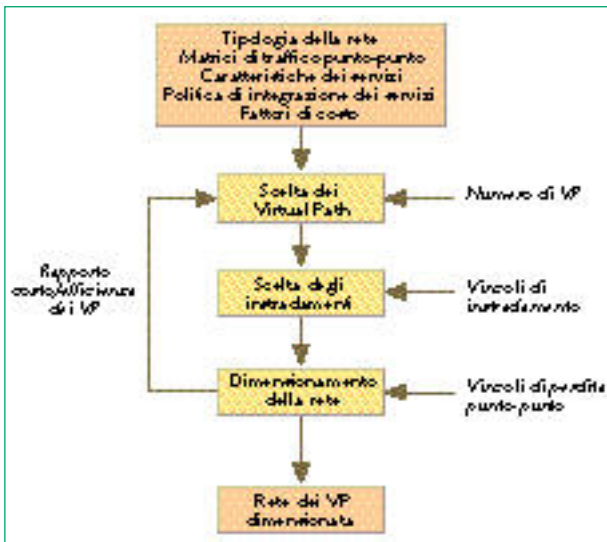 Tipologia della rete
Matrici di traffico punto-punto
Caratteristiche dei servizi
Politica di integrazione dei servizi
Fattori di costo
Scelta dei
Virtual Path
Numero di VP
Rapporto
costo/efficienza
dei VP
Scelta degli
instradamenti
Vincoli di
instradamento
Dimensionamento
della rete
Vincoli di perdita
punto-punto
Rete dei VP
dimensionata